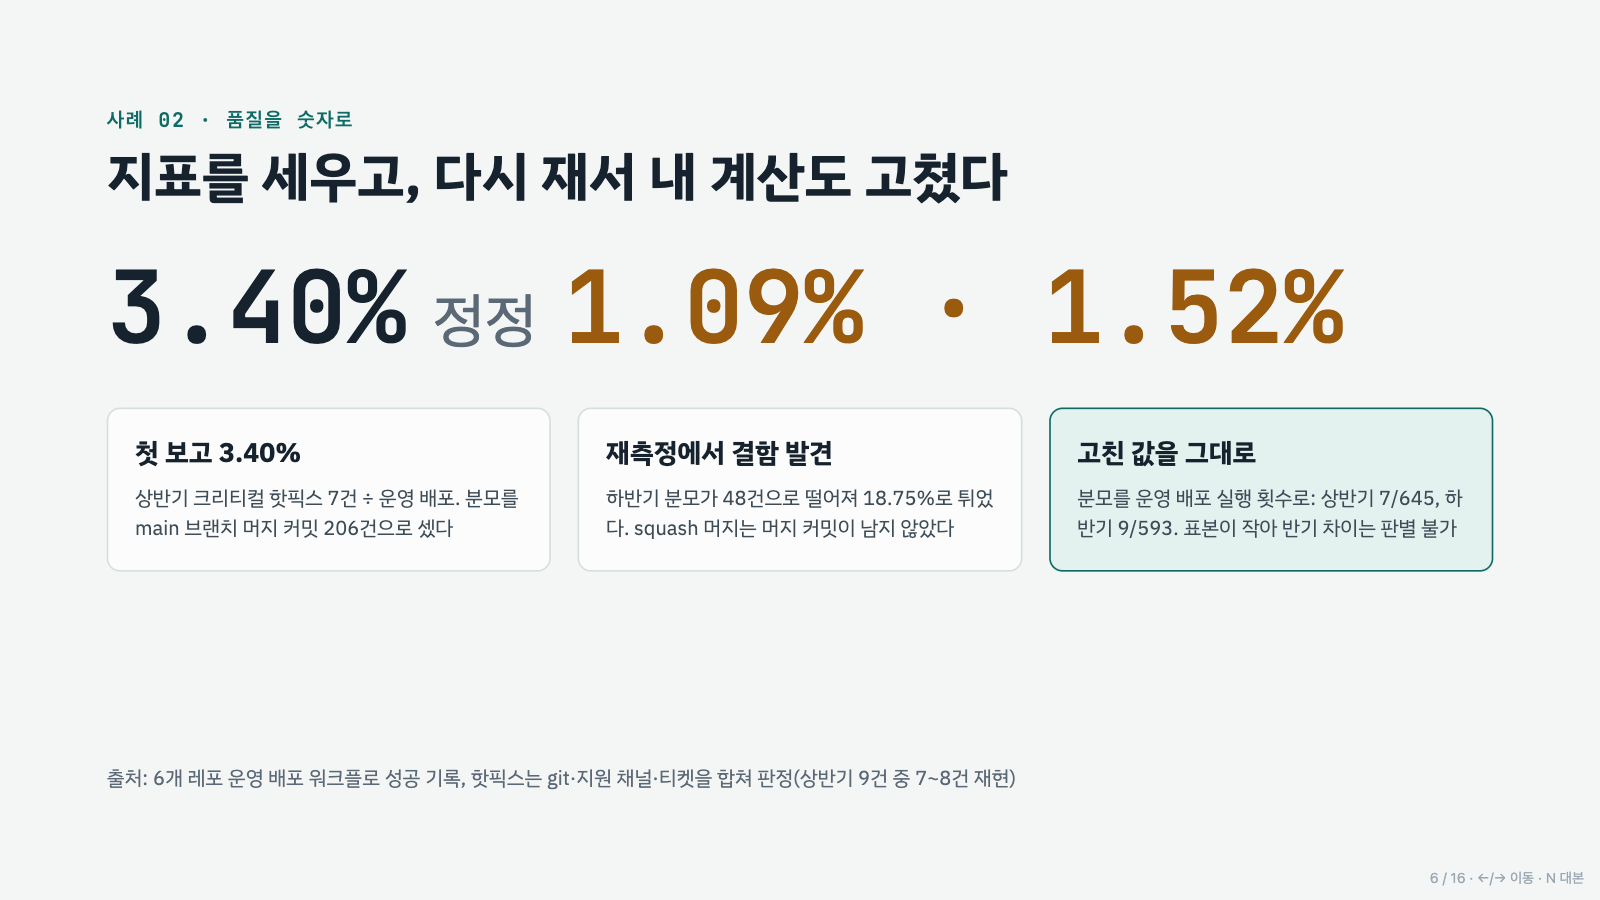 사례 02 · 품질을 숫자로
지표를 세우고, 다시 재서 내 계산도 고쳤다
3.40% 정정 1.09% · 1.52%
첫 보고 3.40%
상반기 크리티컬 핫픽스 7건 ÷ 운영 배포. 분모를
main 브랜치 머지 커밋 206건으로 셌다
재측정에서 결함 발견
하반기 분모가 48건으로 떨어져 18.75%로 튀었
다. squash 머지는 머지 커밋이 남지 않았다
고친 값을 그대로
분모를 운영 배포 실행 횟수로: 상반기 7/645, 하
반기 9/593. 표본이 작아 반기 차이는 판별 불가
출처: 6개 레포 운영 배포 워크플로 성공 기록, 핫픽스는 git·지원 채널·티켓을 합쳐 판정(상반기 9건 중 7~8건 재현)
6 / 16 · ←/→ 이동 · N 대본